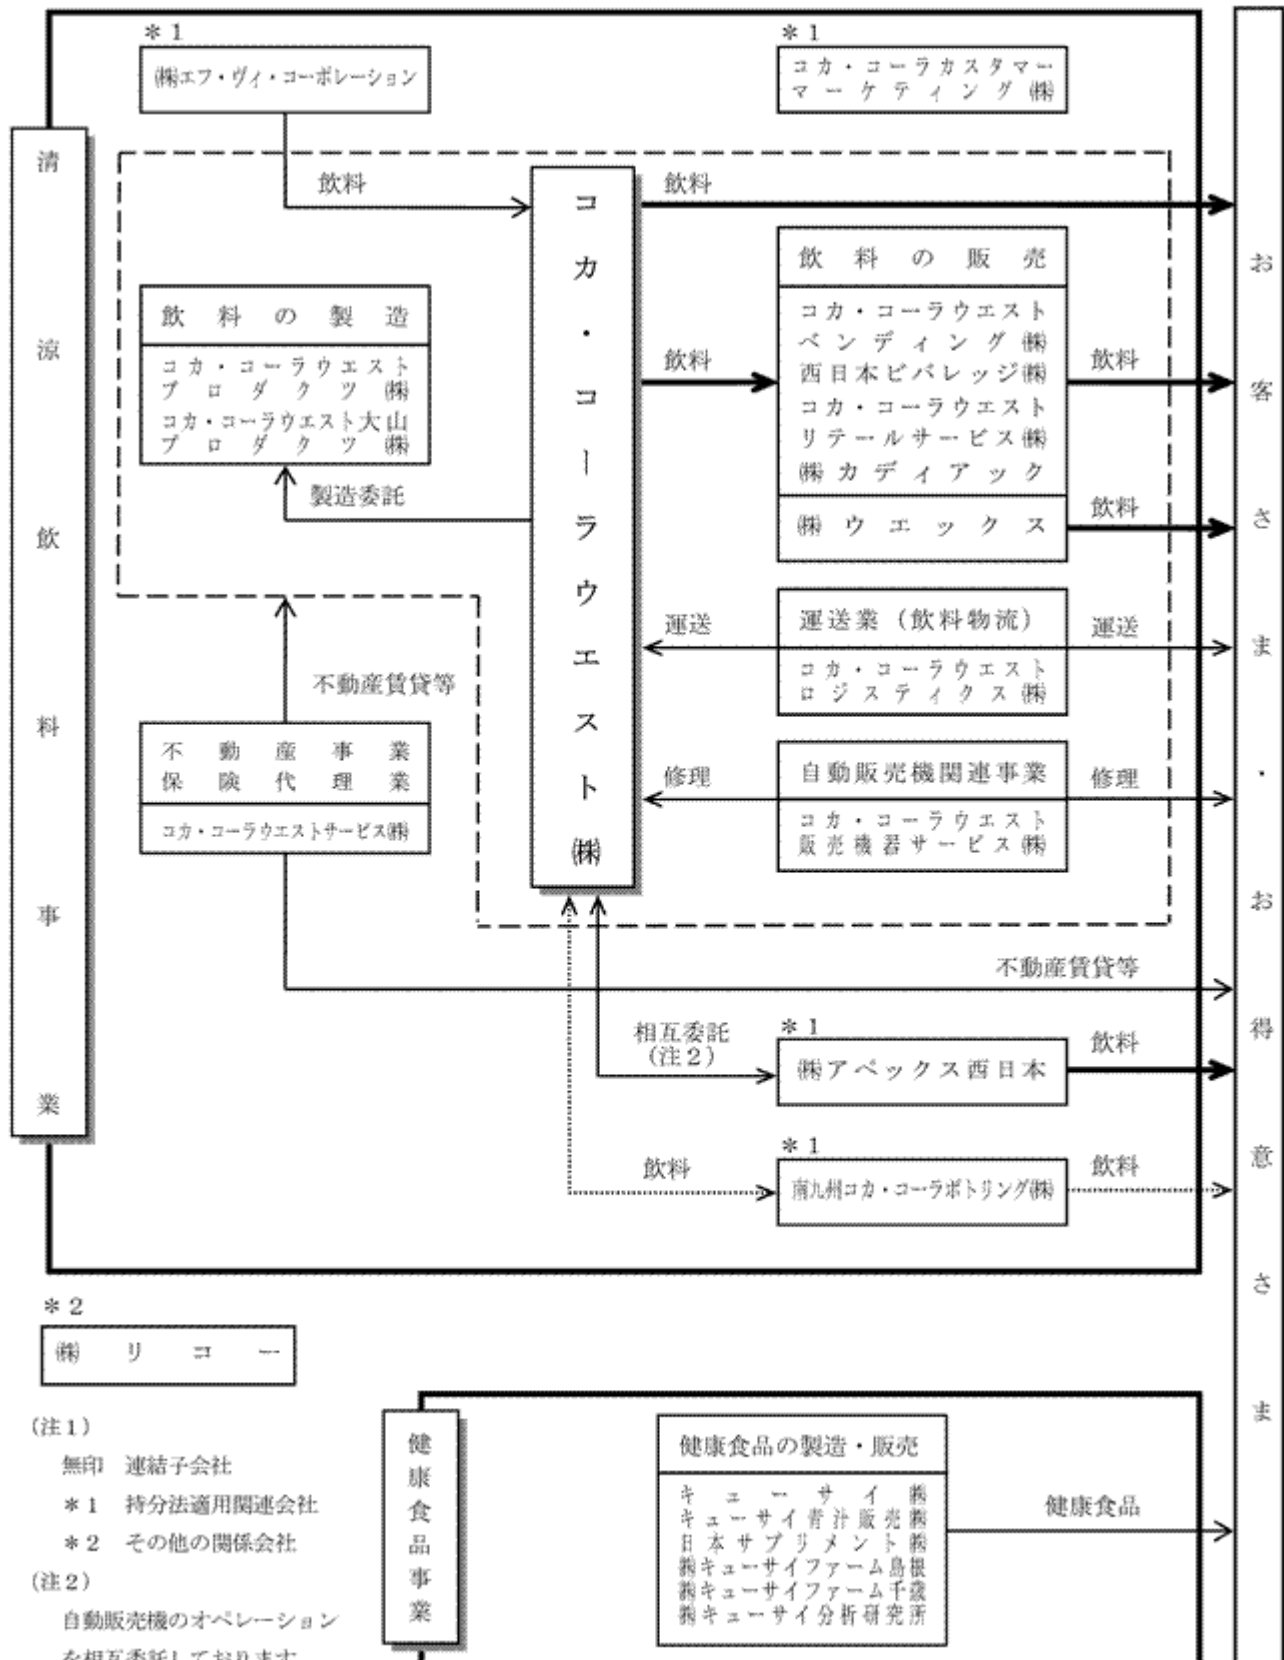 清涼飲料事業
＊1
㈱エフ・ヴィ・コーポレーション
＊1
コカ・コーラカスタマー
マーケティング㈱
飲料
コカ・コーラウエスト㈱
飲料
飲料の製造
コカ・コーラウエスト
プロダクツ㈱
コカ・コーラウエスト大山
プロダクツ㈱
製造委託
飲料
飲料の販売
コカ・コーラウエスト
ベンディング㈱
西日本ビバレッジ㈱
コカ・コーラウエスト
リテールサービス㈱
㈱カディアック
㈱ウエックス
飲料
飲料
運送
運送業（飲料物流）
コカ・コーラウエスト
ロジスティクス㈱
運送
不動産賃貸等
不動産事業
保険代理業
コカ・コーラウエストサービス㈱
修理
自動販売機関連事業
コカ・コーラウエスト
販売機器サービス㈱
修理
不動産賃貸等
相互委託
（注2）
＊1
㈱アペックス西日本
飲料
飲料
＊1
南九州コカ・コーラボトリング㈱
飲料
お客さま・お得意さま
＊2
㈱リコー
（注1）
無印 連結子会社
＊1 持分法適用関連会社
＊2 その他の関係会社
（注2）
自動販売機のオペレーション
を相互委託しております
健康食品事業
健康食品の製造・販売
キューサイ㈱
キューサイ青汁販売㈱
日本サプリメント㈱
㈱キューサイファーム島根
㈱キューサイファーム千歳
㈱キューサイ分析研究所
健康食品